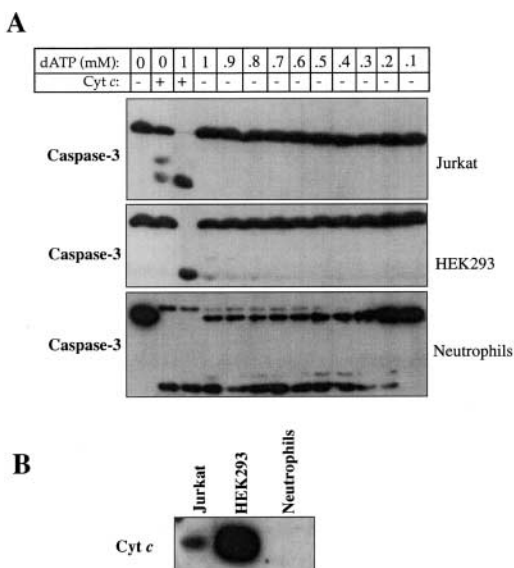 A
dATP (mM): 0 0 1 1 .9 .8 .7 .6 .5 .4 .3 .2 .1
Cyt c: - + + - - - - - - - - - -
Caspase-3 Jurkat
Caspase-3 HEK293
Caspase-3 Neutrophils
B
Jurkat HEK293 Neutrophils
Cyt c